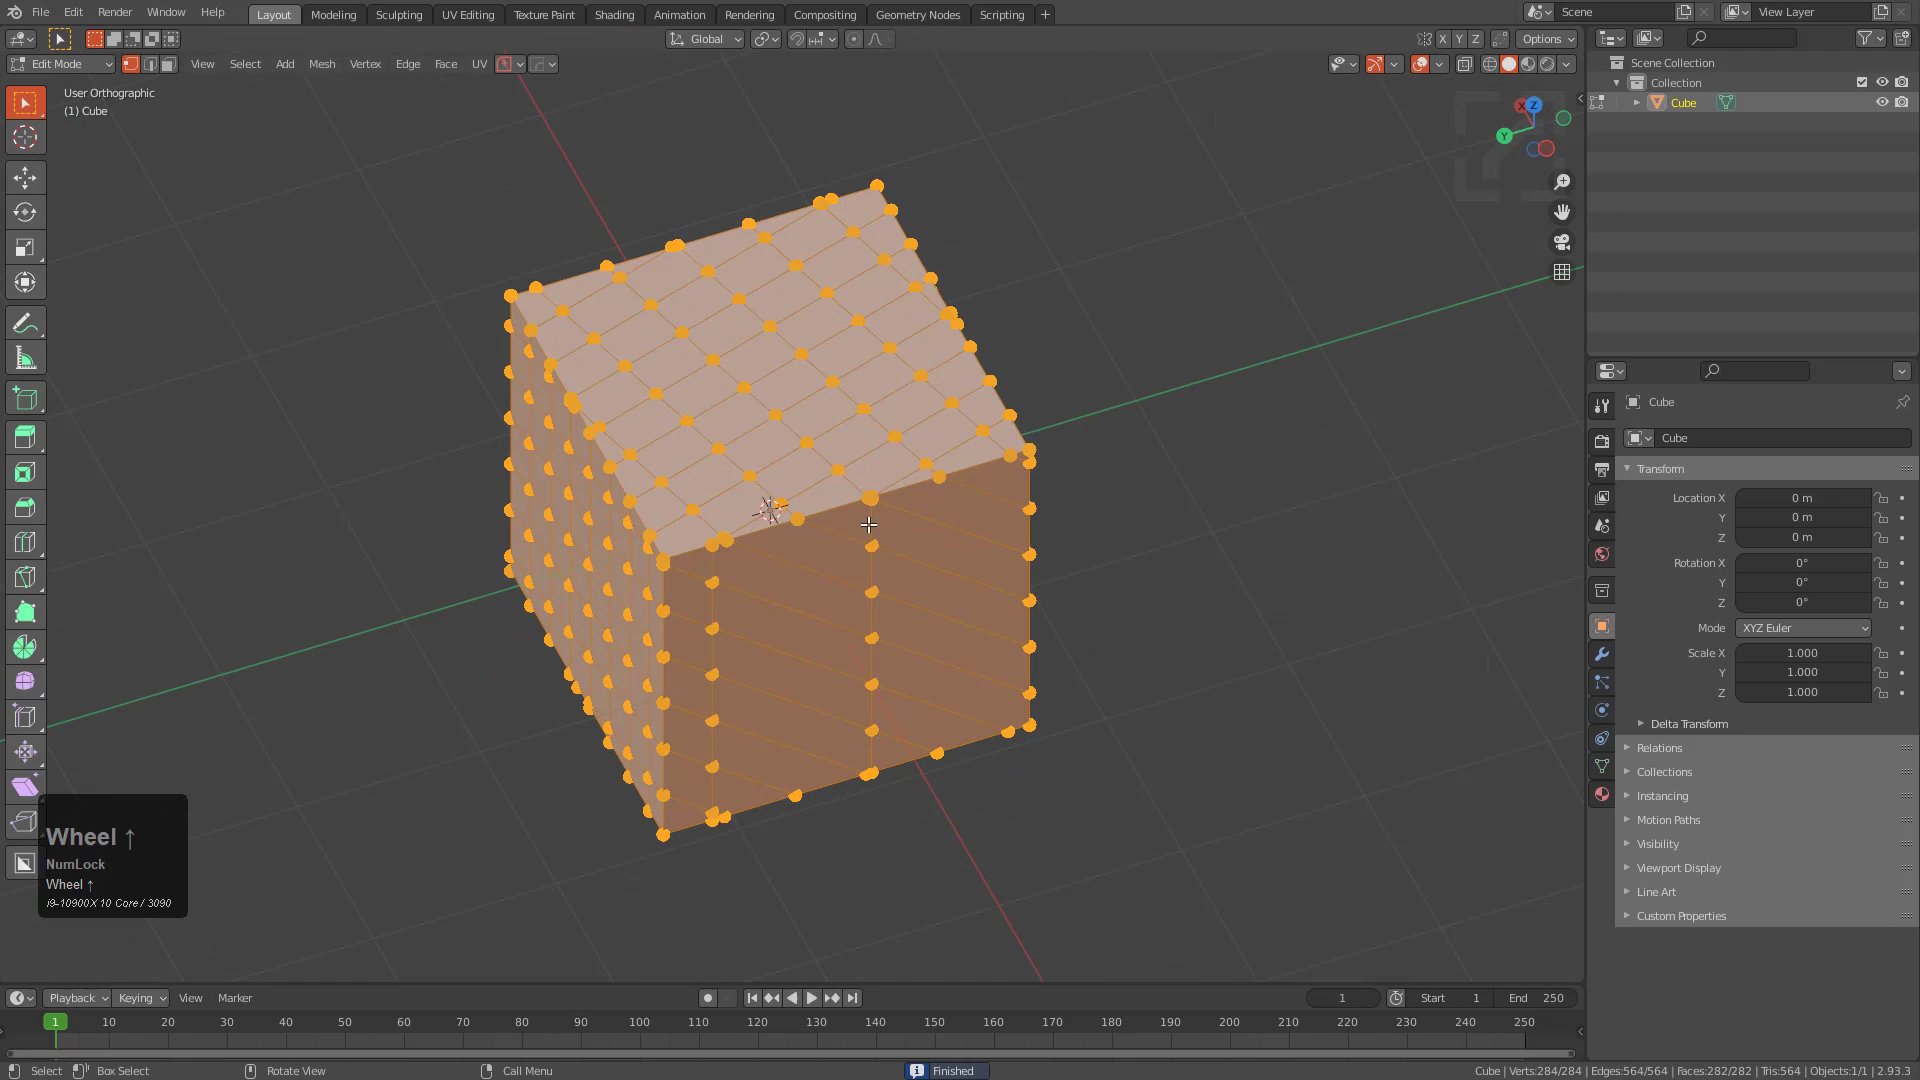 File Edit Render Window Help Layout Modeling Sculpting UV Editing Texture Paint Shading Animation Rendering Compositing Geometry Nodes Scripting + Scene View Layer
Global X Y Z Options
Edit Mode View Select Add Mesh Vertex Edge Face UV
User Orthographic
(1) Cube
X Z Y
Scene Collection
Collection
Cube
Cube
Cube
Transform
Location X 0 m
Y 0 m
Z 0 m
Rotation X 0°
Y 0°
Z 0°
Mode XYZ Euler
Scale X 1.000
Y 1.000
Z 1.000
Delta Transform
Relations
Collections
Instancing
Motion Paths
Visibility
Viewport Display
Line Art
Custom Properties
Wheel ↑
NumLock
Wheel ↑
i9-10900X 10 Core / 3090
Playback Keying View Marker 1 Start 1 End 250
1 10 20 30 40 50 60 70 80 90 100 110 120 130 140 150 160 170 180 190 200 210 220 230 240 250
Select Box Select Rotate View Call Menu Finished Cube | Verts:284/284 | Edges:564/564 | Faces:282/282 | Tris:564 | Objects:1/1 | 2.93.3